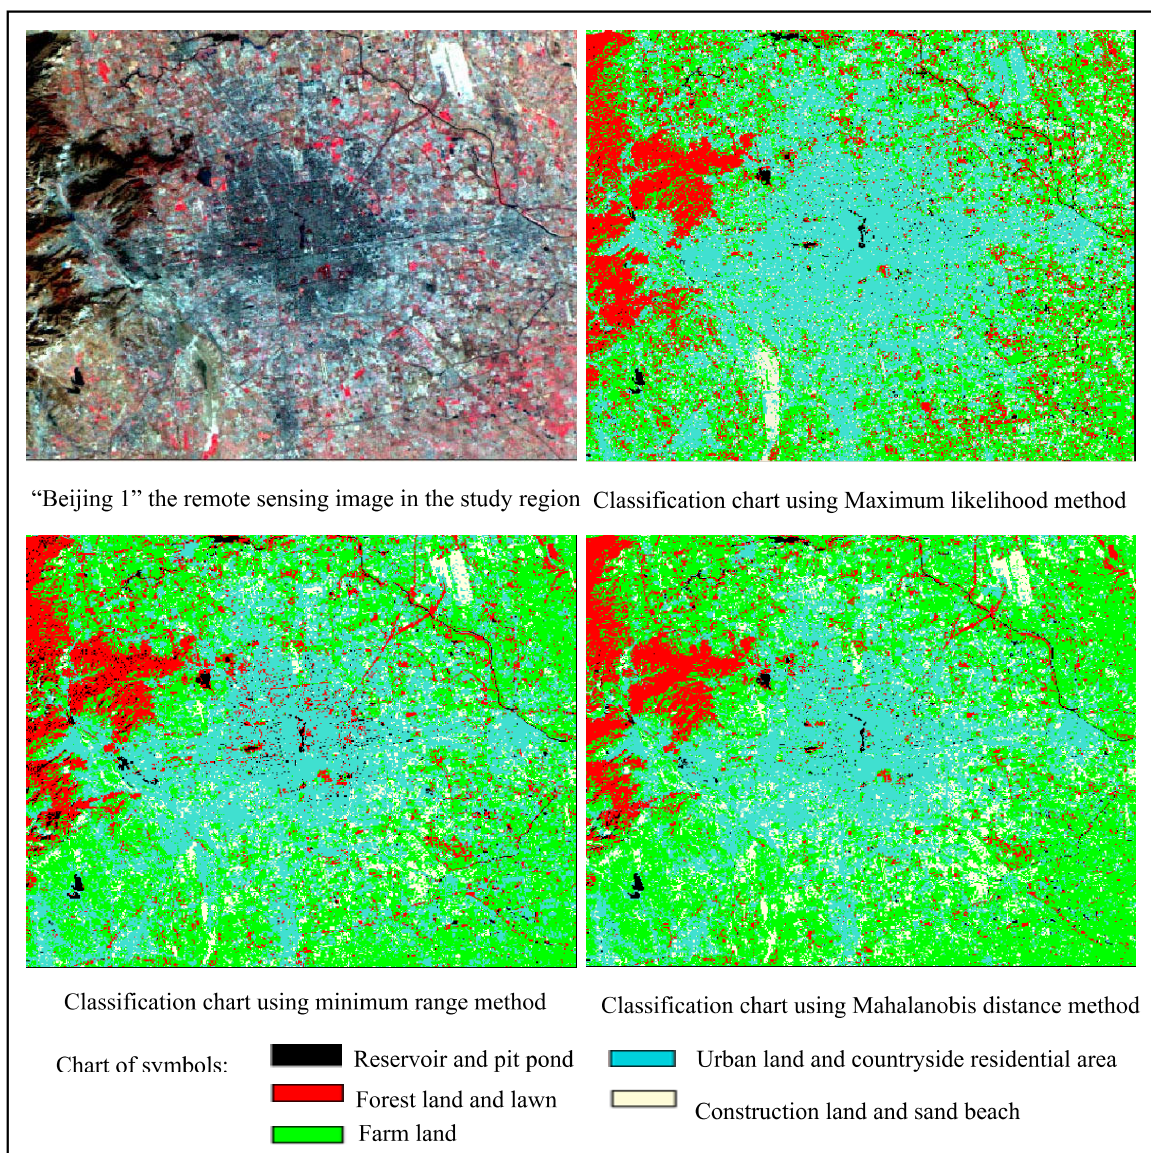 “Beijing 1” the remote sensing image in the study region
Classification chart using Maximum likelihood method
Classification chart using minimum range method
Classification chart using Mahalanobis distance method
Chart of symbols:
Reservoir and pit pond
Urban land and countryside residential area
Forest land and lawn
Construction land and sand beach
Farm land